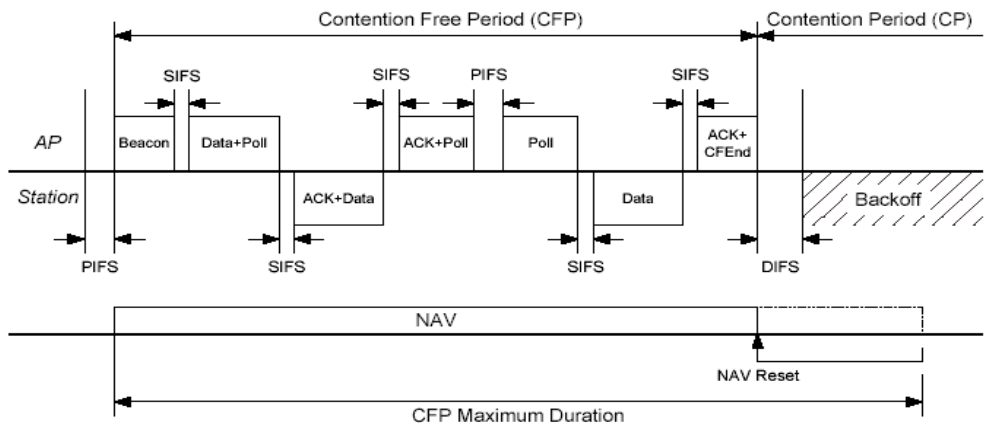 Contention Free Period (CFP)
Contention Period (CP)
SIFS
SIFS
PIFS
SIFS
AP
Beacon
Data+Poll
ACK+Poll
Poll
ACK+
CFEnd
Station
ACK+Data
Data
Backoff
PIFS
SIFS
SIFS
DIFS
NAV
NAV Reset
CFP Maximum Duration